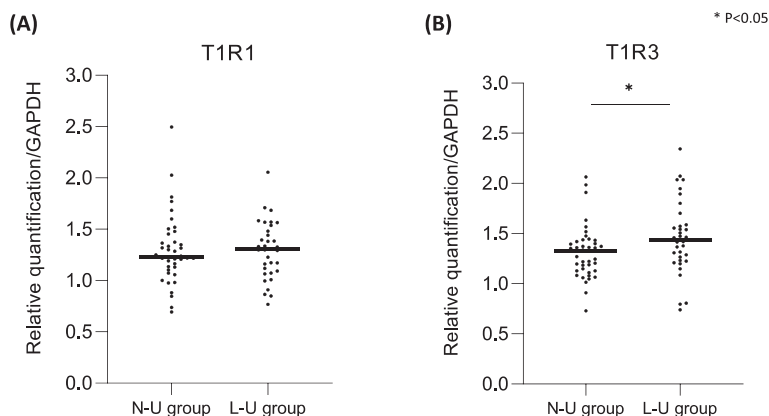 (A)
T1R1
Relative quantification/GAPDH
3.0
2.5
2.0
1.5
1.0
0.5
0.0
N-U group L-U group
(B)
* P<0.05
T1R3
*
Relative quantification/GAPDH
3.0
2.5
2.0
1.5
1.0
0.5
0.0
N-U group L-U group